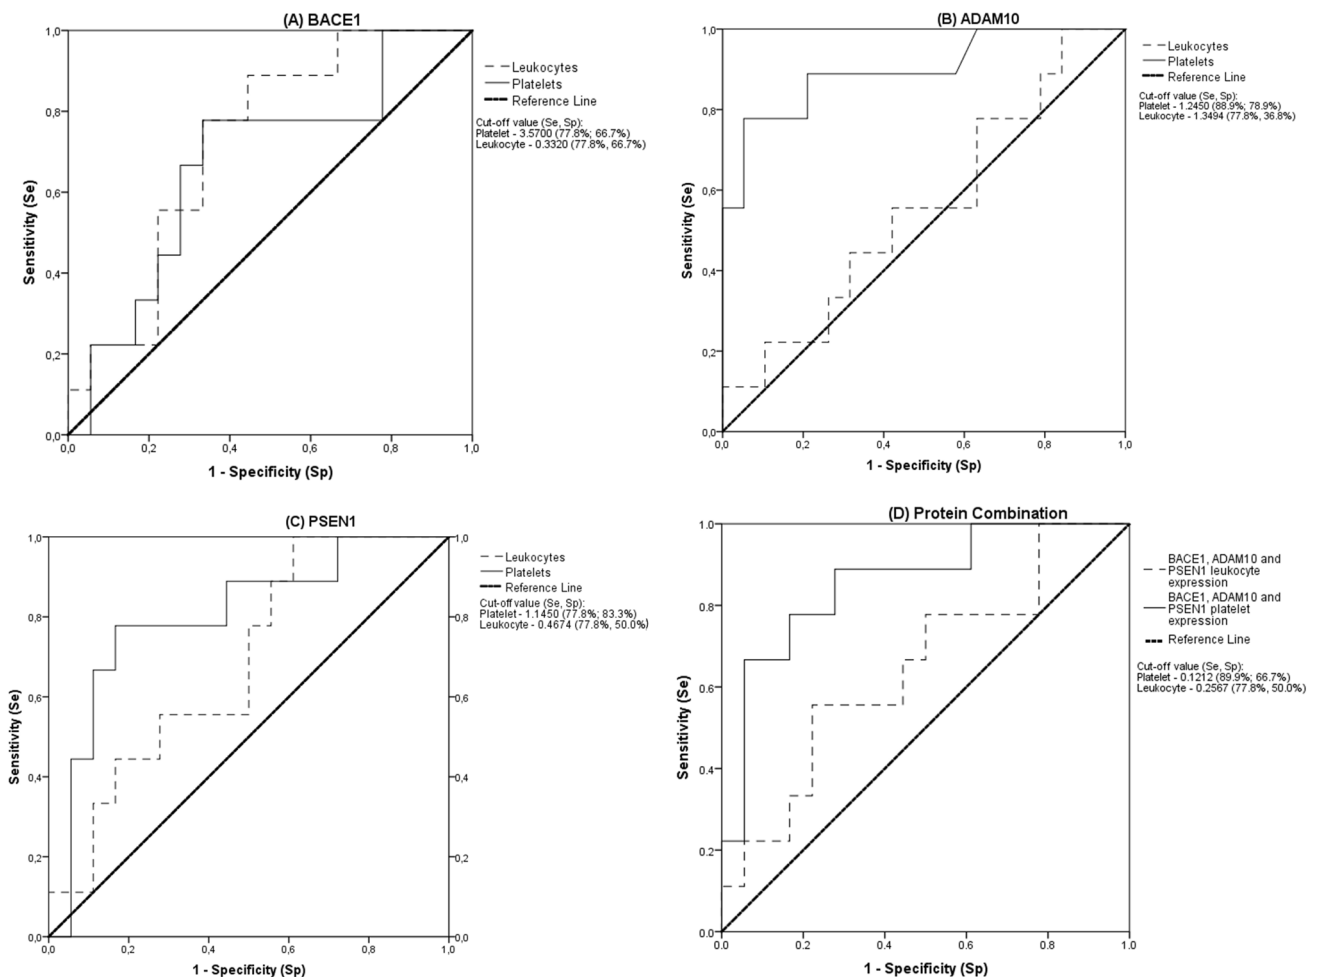 (A) BACE1
1,0
0,8
0,6
0,4
0,2
0,0
0,0 0,2 0,4 0,6 0,8 1,0
Sensitivity (Se)
1 - Specificity (Sp)
Leukocytes
Platelets
Reference Line
Cut-off value (Se, Sp):
Platelet - 3.5700 (77.8%; 66.7%)
Leukocyte - 0.3320 (77.8%, 66.7%)
(B) ADAM10
1,0
0,8
0,6
0,4
0,2
0,0
0,0 0,2 0,4 0,6 0,8 1,0
Sensitivity (Se)
1 - Specificity (Sp)
Leukocytes
Platelets
Reference Line
Cut-off value (Se, Sp):
Platelet - 1.2450 (88.9%; 78.9%)
Leukocyte - 1.3494 (77.8%, 36.8%)
(C) PSEN1
1,0 1,0
0,8 0,8
0,6 0,6
0,4 0,4
0,2 0,2
0,0 0,0
0,0 0,2 0,4 0,6 0,8 1,0
Sensitivity (Se)
1 - Specificity (Sp)
Leukocytes
Platelets
Reference Line
Cut-off value (Se, Sp):
Platelet - 1.1450 (77.8%; 83.3%)
Leukocyte - 0.4674 (77.8%, 50.0%)
(D) Protein Combination
1.0
0.8
0.6
0.4
0.2
0.0
0.0 0.2 0.4 0.6 0.8 1.0
Sensitivity (Se)
1 - Specificity (Sp)
BACE1, ADAM10 and
PSEN1 leukocyte
expression
BACE1, ADAM10 and
PSEN1 platelet
expression
Reference Line
Cut-off value (Se, Sp):
Platelet - 0.1212 (89.9%; 66.7%)
Leukocyte - 0.2567 (77.8%, 50.0%)